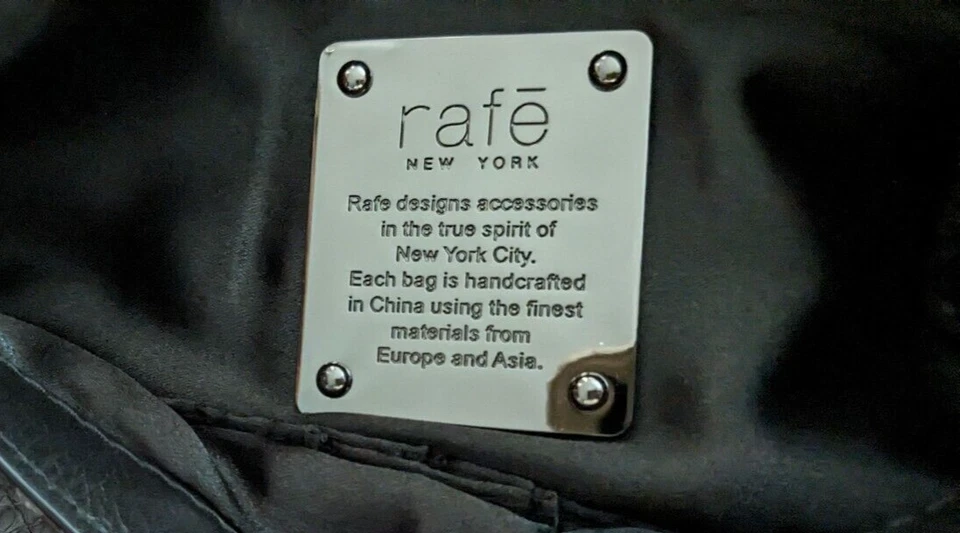 rafē
NEW YORK
Rafe designs accessories
in the true spirit of
New York City.
Each bag is handcrafted
in China using the finest
materials from
Europe and Asia.